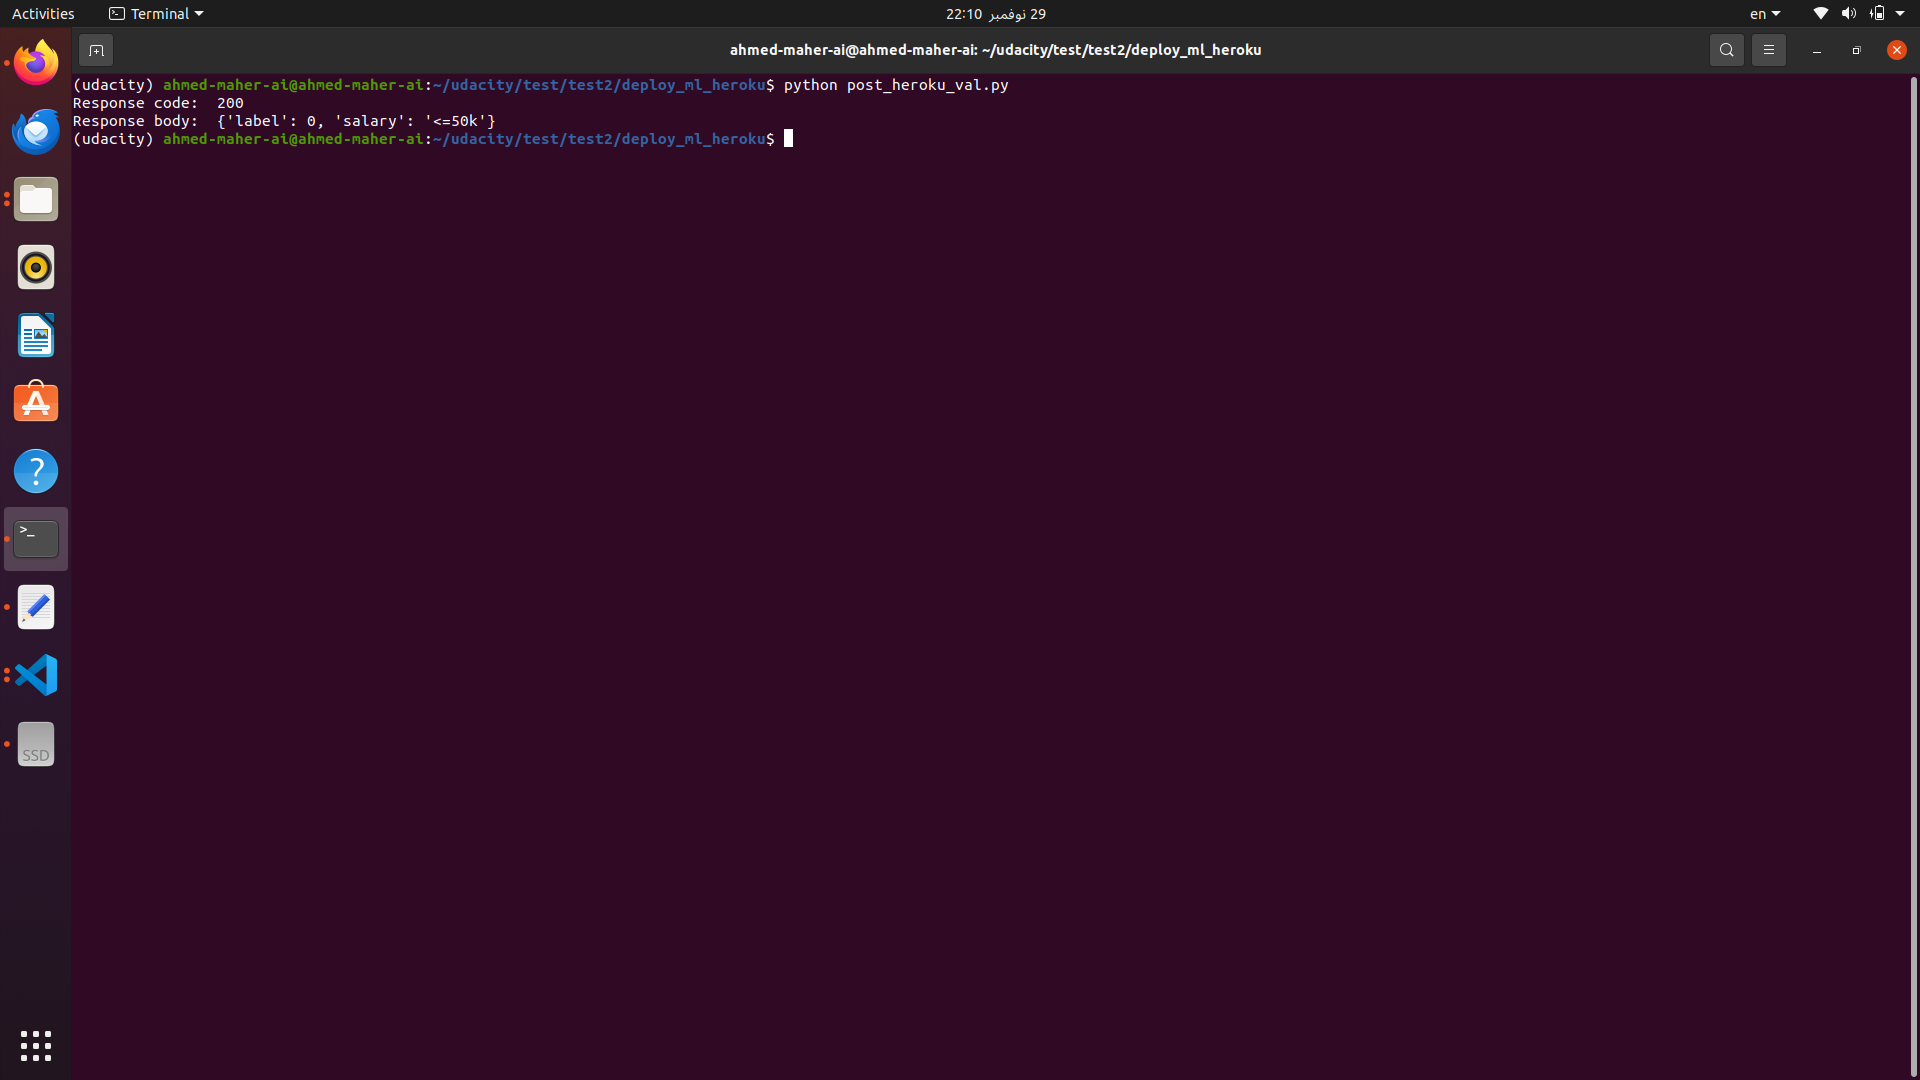 Activities
Terminal
29 نوفمبر 22:10
en
ahmed-maher-ai@ahmed-maher-ai: ~/udacity/test/test2/deploy_ml_heroku
(udacity) ahmed-maher-ai@ahmed-maher-ai:~/udacity/test/test2/deploy_ml_heroku$ python post_heroku_val.py
Response code:  200
Response body:  {'label': 0, 'salary': '<=50k'}
(udacity) ahmed-maher-ai@ahmed-maher-ai:~/udacity/test/test2/deploy_ml_heroku$
?
>_
SSD